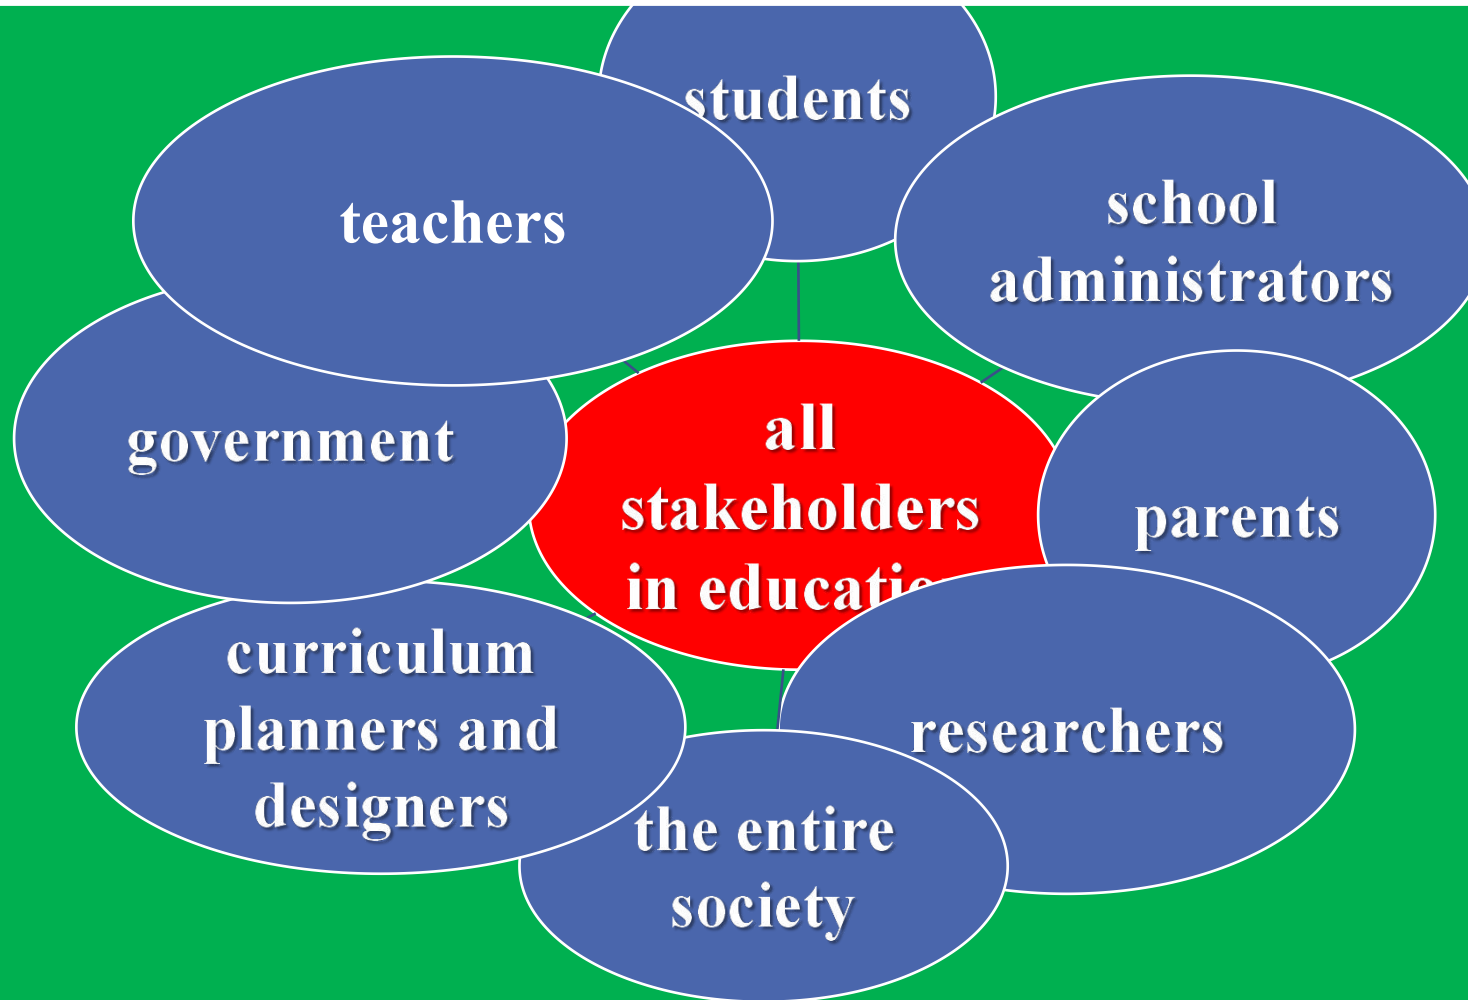 students
teachers
school
administrators
government
all
stakeholders
in educatio
parents
curriculum
planners and
designers
researchers
the entire
society